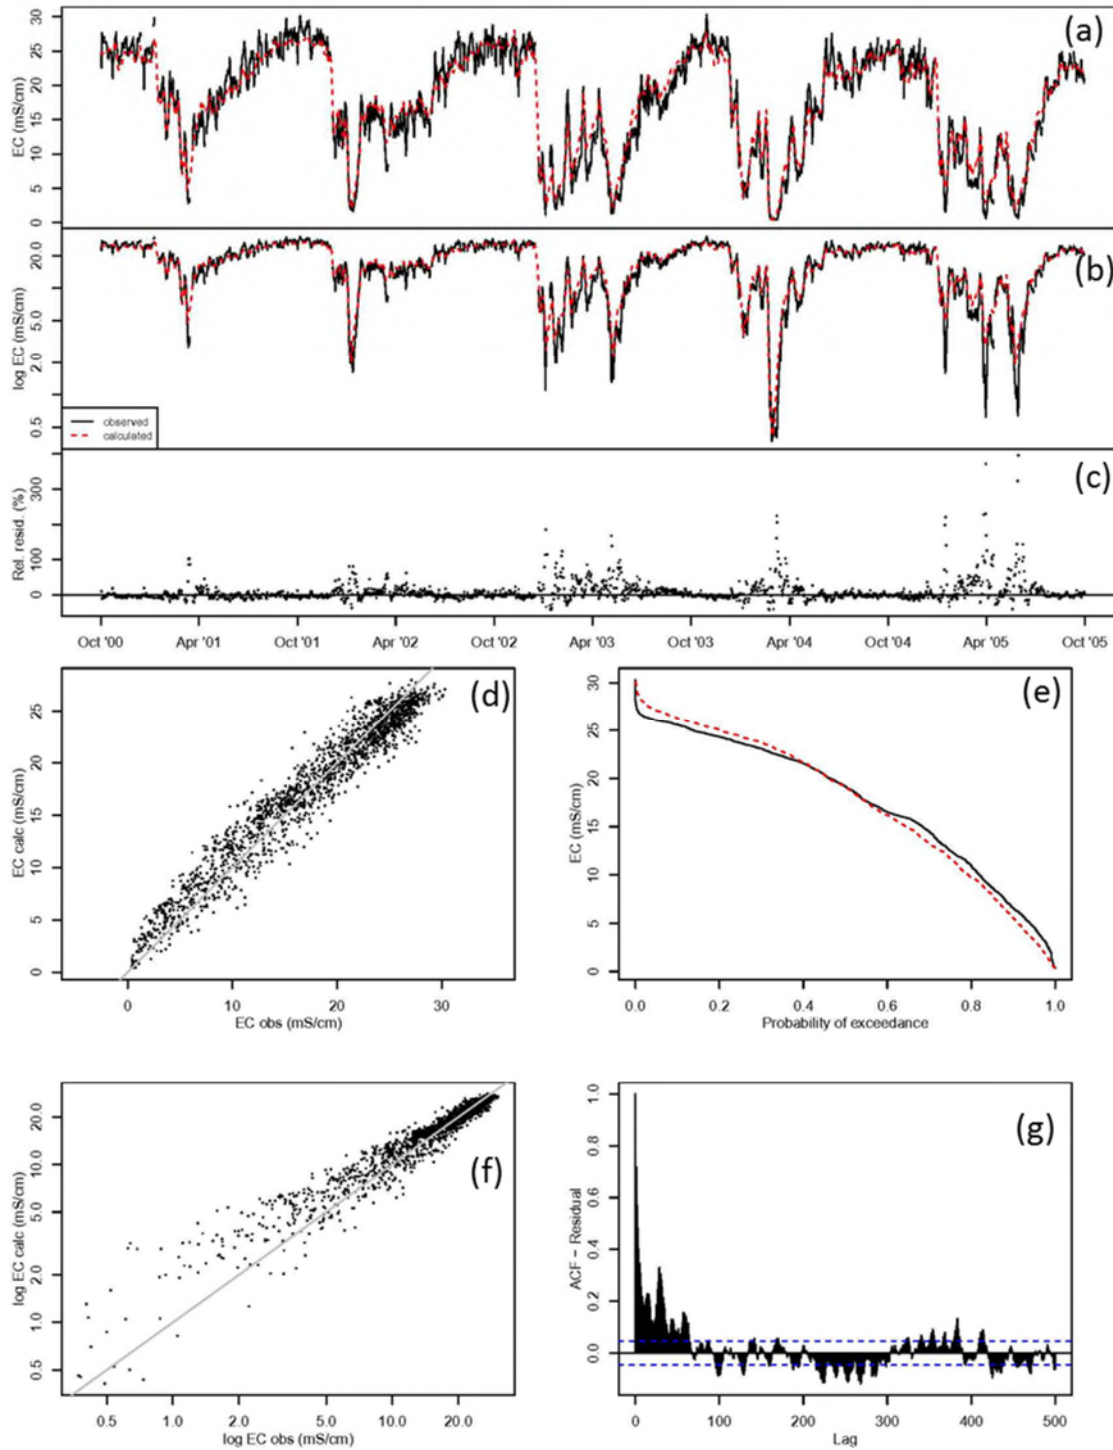 (a)
EC (mS/cm)
30
25
20
15
10
5
0
(b)
log EC (mS/cm)
20.0
5.0
2.0
0.5
observed
calculated
(c)
Rel. resid. (%)
300
100
0
Oct '00 Apr '01 Oct '01 Apr '02 Oct '02 Apr '03 Oct '03 Apr '04 Oct '04 Apr '05 Oct '05
(d)
EC calc (mS/cm)
25
20
15
10
5
0
0 10 20 30
EC obs (mS/cm)
(e)
EC (mS/cm)
30
25
20
15
10
5
0
0.0 0.2 0.4 0.6 0.8 1.0
Probability of exceedance
(f)
log EC calc (mS/cm)
20.0
10.0
5.0
2.0
1.0
0.5
0.5 1.0 2.0 5.0 10.0 20.0
log EC obs (mS/cm)
(g)
ACF − Residual
1.0
0.8
0.6
0.4
0.2
0.0
0 100 200 300 400 500
Lag